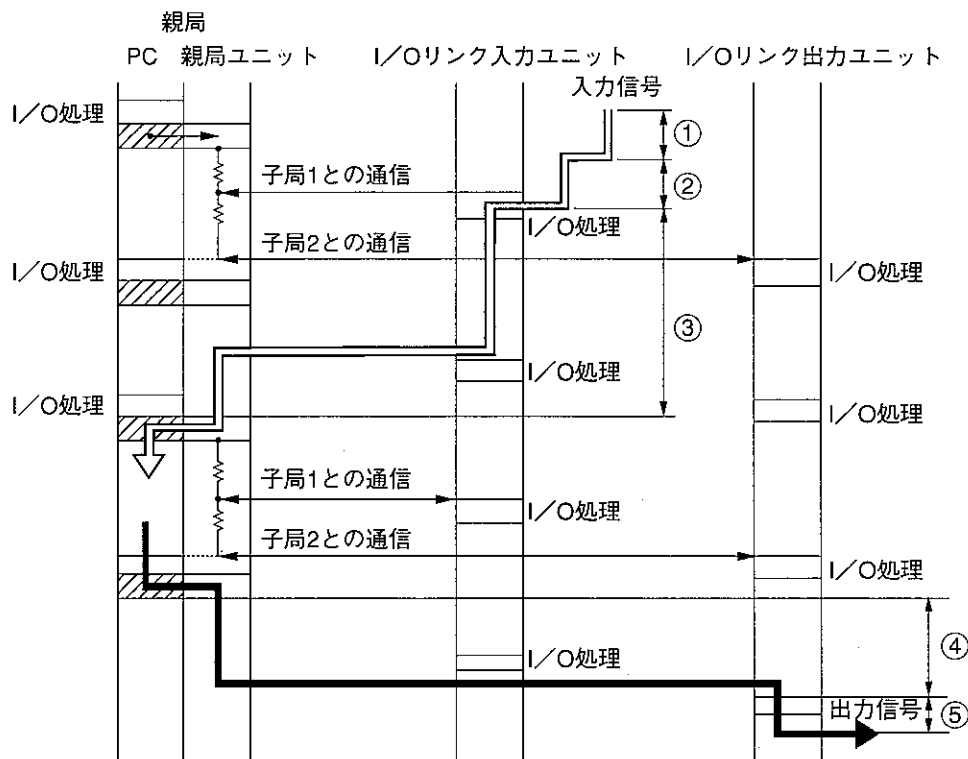 親局
PC 親局ユニット I/Oリンク入力ユニット I/Oリンク出力ユニット
入力信号
I/O処理
①
子局1との通信
②
I/O処理
子局2との通信
I/O処理
I/O処理
③
I/O処理
I/O処理
I/O処理
子局1との通信
I/O処理
子局2との通信
I/O処理
④
I/O処理
出力信号
⑤